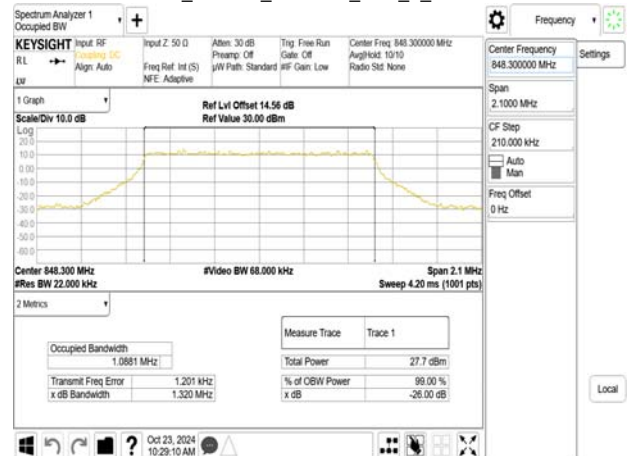 Spectrum Analyzer 1
Occupied BW
Frequency
KEYSIGHT
Input: RF
Coupling: DC
Align: Auto
Input Z: 50 Ω
Freq Ref: Int (S)
NFE: Adaptive
Atten: 30 dB
Preamp: Off
µW Path: Standard
Trig: Free Run
Gate: Off
#IF Gain: Low
Center Freq: 848.300000 MHz
Avg|Hold: 10/10
Radio Std: None
RL
Center Frequency
848.300000 MHz
Settings
Span
2.1000 MHz
CF Step
210.000 kHz
Auto
Man
Freq Offset
0 Hz
Local
1 Graph
Scale/Div 10.0 dB
Ref Lvl Offset 14.56 dB
Ref Value 30.00 dBm
Log
20.0
10.0
0.00
-10.0
-20.0
-30.0
-40.0
-50.0
-60.0
Center 848.300 MHz
#Video BW 68.000 kHz
Span 2.1 MHz
#Res BW 22.000 kHz
Sweep 4.20 ms (1001 pts)
2 Metrics
Measure Trace
Trace 1
Occupied Bandwidth
1.0881 MHz
Total Power
27.7 dBm
Transmit Freq Error
1.201 kHz
% of OBW Power
99.00 %
x dB Bandwidth
1.320 MHz
x dB
-26.00 dB
Oct 23, 2024
10:29:10 AM